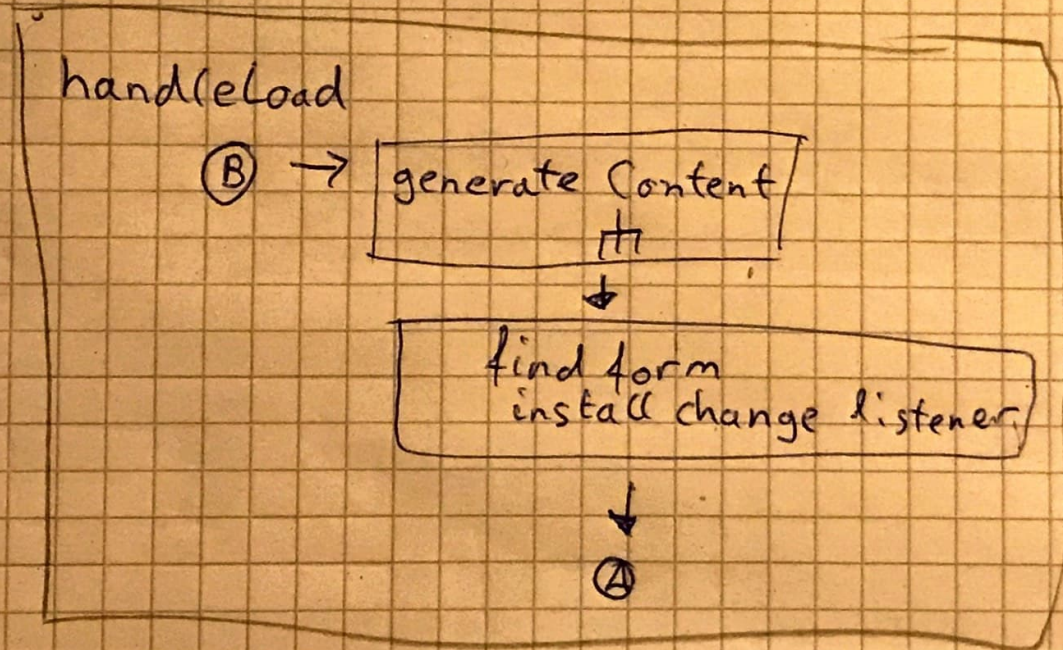 handleLoad
B → generate Content
find form
install change listener
A